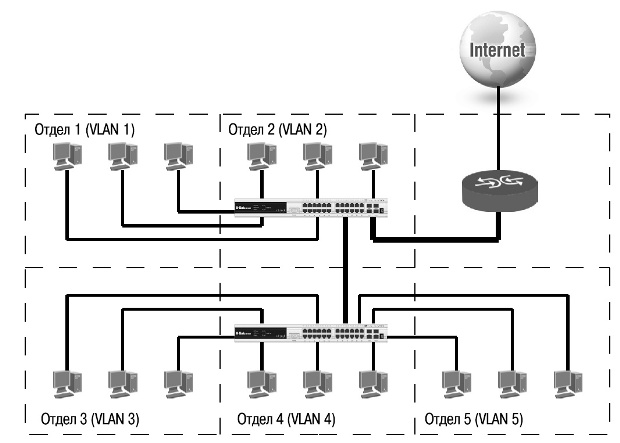 Internet
Отдел 1 (VLAN 1)
Отдел 2 (VLAN 2)
Отдел 3 (VLAN 3)
Отдел 4 (VLAN 4)
Отдел 5 (VLAN 5)